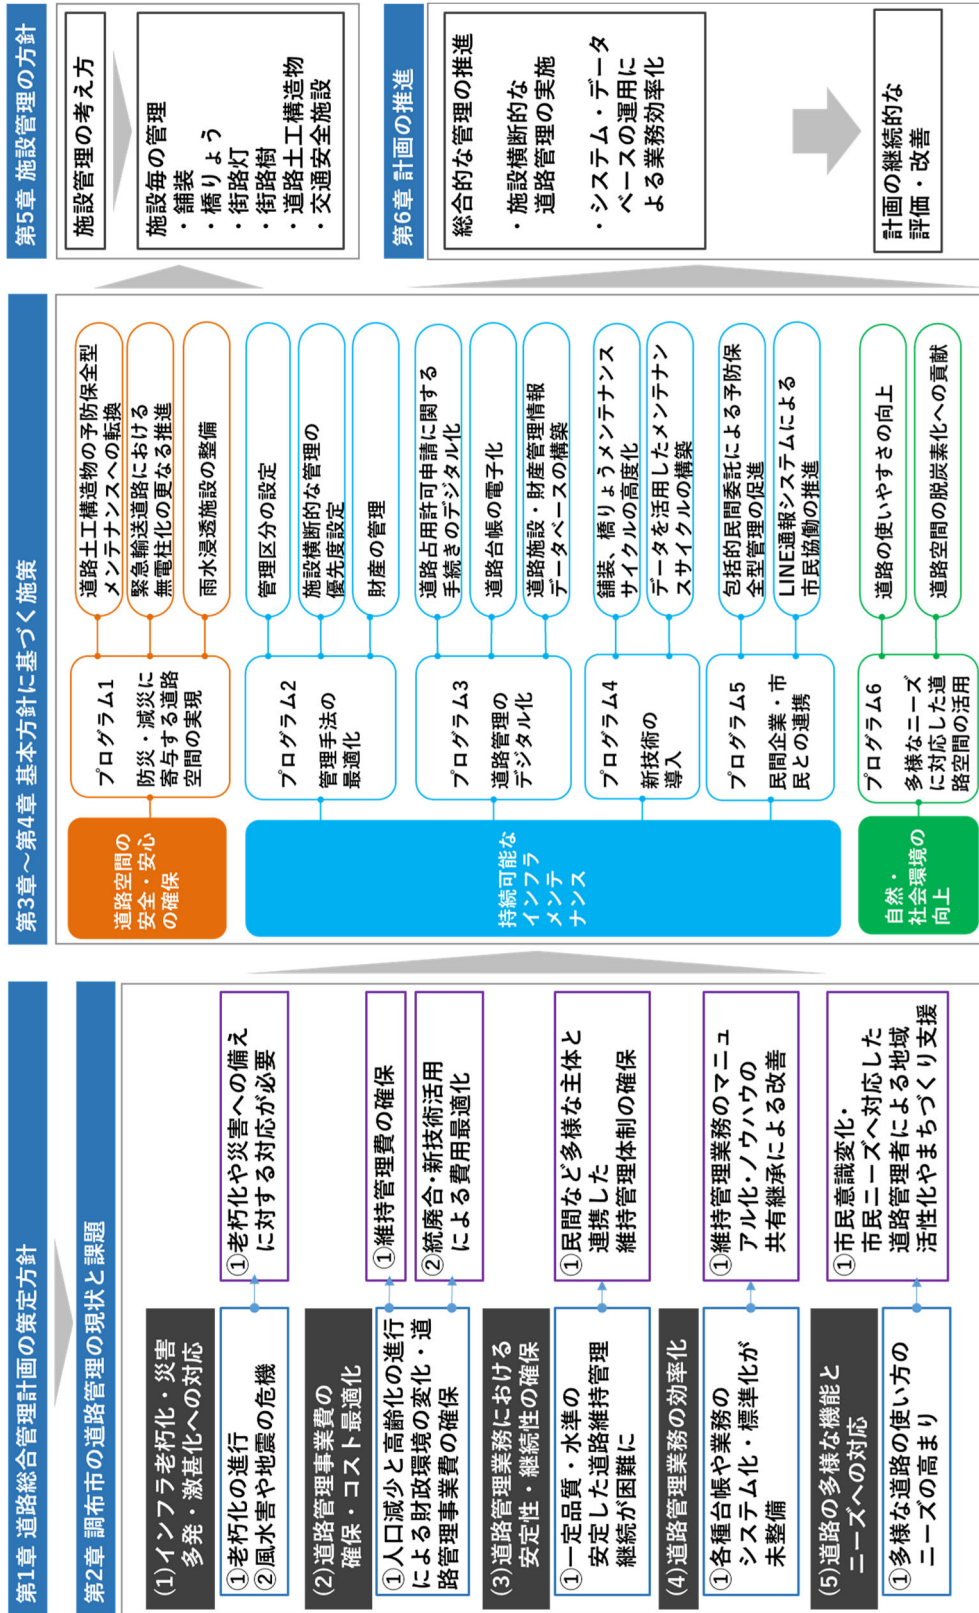 第1章 道路総合管理計画の策定方針
第2章 調布市の道路管理の現状と課題
(1)インフラ老朽化・災害
多発・激甚化への対応
①老朽化の進行
②風水害や地震の危機
①老朽化や災害への備え
に対する対応が必要
(2)道路管理事業費の
確保・コスト最適化
①人口減少と高齢化の進行
による財政環境の変化・道
路管理事業費の確保
①維持管理費の確保
②統廃合・新技術活用
による費用最適化
(3)道路管理業務における
安定性・継続性の確保
①一定品質・水準の
安定した道路維持管理
継続が困難に
①民間など多様な主体と
連携した
維持管理体制の確保
(4)道路管理業務の効率化
①各種台帳や業務の
システム化・標準化が
未整備
①維持管理業務のマニュ
アル化・ノウハウの
共有継承による改善
(5)道路の多様な機能と
ニーズへの対応
①多様な道路の使い方の
ニーズの高まり
①市民意識変化・
市民ニーズへ対応した
道路管理者による地域
活性化やまちづくり支援
第3章～第4章 基本方針に基づく施策
道路空間の
安全・安心
の確保
プログラム1
防災・減災に
寄与する道路
空間の実現
道路土工構造物の予防保全型
メンテナンスへの転換
緊急輸送道路における
無電柱化の更なる推進
雨水浸透施設の整備
持続可能な
インフラ
メンテ
ナンス
プログラム2
管理手法の
最適化
管理区分の設定
施設横断的な管理の
優先度設定
財産の管理
プログラム3
道路管理の
デジタル化
道路占用許可申請に関する
手続きのデジタル化
道路台帳の電子化
道路施設・財産管理情報
データベースの構築
プログラム4
新技術の
導入
舗装、橋りょうメンテナンス
サイクルの高度化
データを活用したメンテナン
スサイクルの構築
プログラム5
民間企業・市
民との連携
包括的民間委託による予防保
全型管理の促進
LINE通報システムによる
市民協働の推進
自然・
社会環境の
向上
プログラム6
多様なニーズ
に対応した道
路空間の活用
道路の使いやすさの向上
道路空間の脱炭素化への貢献
第5章 施設管理の方針
施設管理の考え方
施設毎の管理
・舗装
・橋りょう
・街路灯
・街路樹
・道路土工構造物
・交通安全施設
第6章 計画の推進
総合的な管理の推進
・施設横断的な
道路管理の実施
・システム・データ
ベースの運用に
よる業務効率化
計画の継続的な
評価・改善